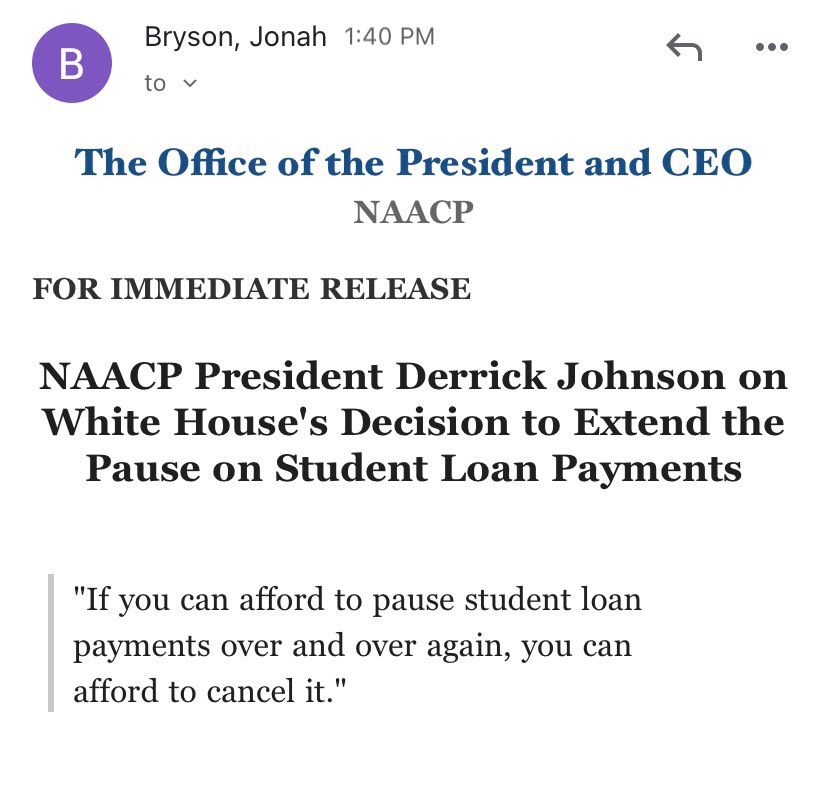 B
Bryson, Jonah 1:40 PM
to
The Office of the President and CEO
NAACP
FOR IMMEDIATE RELEASE
NAACP President Derrick Johnson on
White House's Decision to Extend the
Pause on Student Loan Payments
"If you can afford to pause student loan
payments over and over again, you can
afford to cancel it."